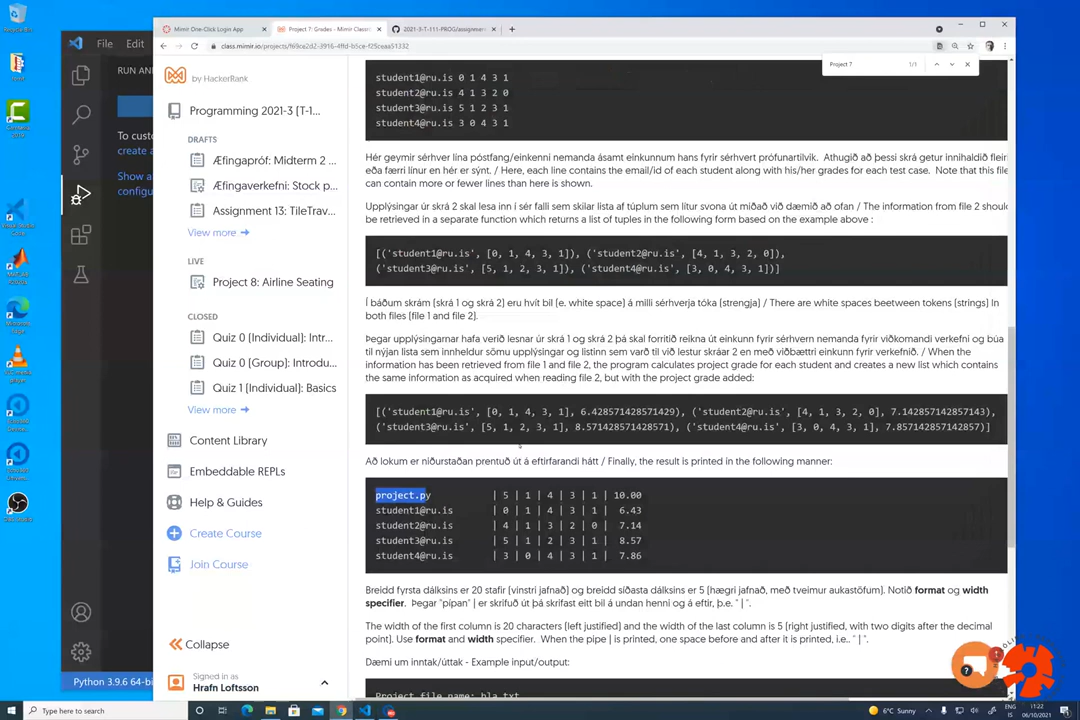 Mimir One-Click Login App
Project 7: Grades - Mimir Classro
2021-3-T-111-PROG/assignment
class.mimir.io/projects/f69ce2d2-3916-4ffd-b5ce-f25ceaa51332
Project 7
1/1
File
Edit
RUN AN
To custo
create a
Show a
configu
Python 3.9.6 64-bi
by HackerRank
Programming 2021-3 [T-1...
DRAFTS
Æfingapróf: Midterm 2 ...
Æfingaverkefni: Stock p...
Assignment 13: TileTrav...
View more
LIVE
Project 8: Airline Seating
CLOSED
Quiz 0 [Individual]: Intr...
Quiz 0 [Group]: Introdu...
Quiz 1 [Individual]: Basics
View more
Content Library
Embeddable REPLs
Help & Guides
Create Course
Join Course
Collapse
Signed in as
Hrafn Loftsson
student1@ru.is 0 1 4 3 1
student2@ru.is 4 1 3 2 0
student3@ru.is 5 1 2 3 1
student4@ru.is 3 0 4 3 1
Hér geymir sérhver lína póstfang/einkenni nemanda ásamt einkunnum hans fyrir sérhvert prófunartilvik. Athugið að þessi skrá getur innihaldið fleiri
eða færri línur en hér er sýnt. / Here, each line contains the email/id of each student along with his/her grades for each test case. Note that this file
can contain more or fewer lines than here is shown.
Upplýsingar úr skrá 2 skal lesa inn í sér falli sem skilar lista af túplum sem lítur svona út miðað við dæmið að ofan / The information from file 2 shoul
be retrieved in a separate function which returns a list of tuples in the following form based on the example above :
[('student1@ru.is', [0, 1, 4, 3, 1]), ('student2@ru.is', [4, 1, 3, 2, 0]),
('student3@ru.is', [5, 1, 2, 3, 1]), ('student4@ru.is', [3, 0, 4, 3, 1])]
Í báðum skrám (skrá 1 og skrá 2) eru hvít bil (e. white space) á milli sérhverja tóka (strengja) / There are white spaces beetween tokens (strings) in
both files (file 1 and file 2).
Þegar upplýsingarnar hafa verið lesnar úr skrá 1 og skrá 2 þá skal forritið reikna út einkunn fyrir sérhvern nemanda fyrir viðkomandi verkefni og búa
til nýjan lista sem inniheldur sömu upplýsingar og listinn sem varð til við lestur skráar 2 en með viðbættri einkunn fyrir verkefnið. / When the
information has been retrieved from file 1 and file 2, the program calculates project grade for each student and creates a new list which contains
the same information as acquired when reading file 2, but with the project grade added:
[('student1@ru.is', [0, 1, 4, 3, 1], 6.428571428571429), ('student2@ru.is', [4, 1, 3, 2, 0], 7.142857142857143),
('student3@ru.is', [5, 1, 2, 3, 1], 8.571428571428571), ('student4@ru.is', [3, 0, 4, 3, 1], 7.857142857142857)]
Að lokum er niðurstaðan prentuð út á eftirfarandi hátt / Finally, the result is printed in the following manner:
project.py | 5 | 1 | 4 | 3 | 1 | 10.00
student1@ru.is | 0 | 1 | 4 | 3 | 1 | 6.43
student2@ru.is | 4 | 1 | 3 | 2 | 0 | 7.14
student3@ru.is | 5 | 1 | 2 | 3 | 1 | 8.57
student4@ru.is | 3 | 0 | 4 | 3 | 1 | 7.86
Breidd fyrsta dálksins er 20 stafir (vinstri jafnað) og breidd síðasta dálksins er 5 (hægri jafnað, með tveimur aukastöfum). Notið format og width
specifier. Þegar "pípan" | er skrifuð út þá skrifast eitt bil á undan henni og á eftir, þ.e. " | ".
The width of the first column is 20 characters (left justified) and the width of the last column is 5 (right justified, with two digits after the decimal
point). Use format and width specifier. When the pipe | is printed, one space before and after it is printed, i.e.. " | ".
Dæmi um inntak/úttak - Example input/output:
Project file name: bla.txt
Type here to search
6°C Sunny
ENG
IS
11:22
06/10/2021